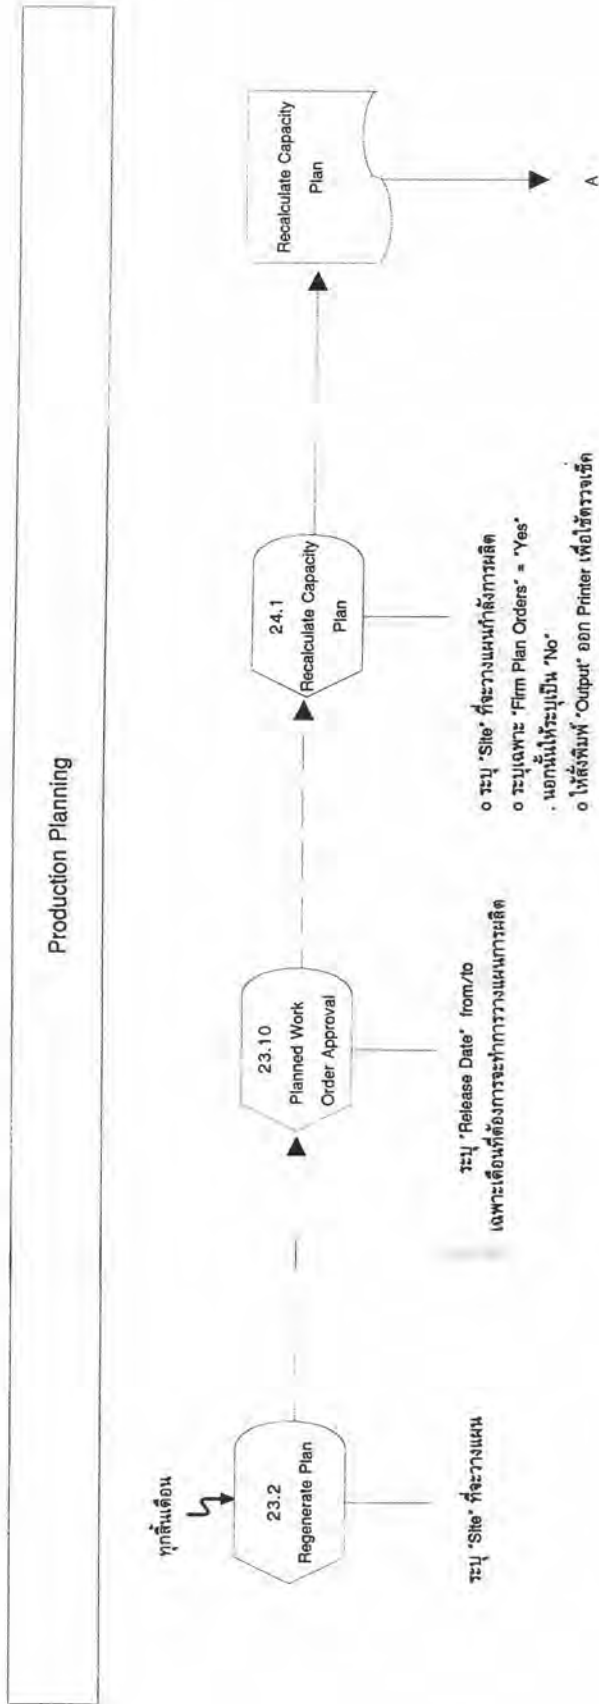 Production Planning
ทุกสิ้นเดือน
23.2
Regenerate Plan
ระบุ "Site" ที่จะวางแผน
23.10
Planned Work
Order Approval
ระบุ "Release Date" from/to
เฉพาะเดือนที่ต้องการจะทำการวางแผนการผลิต
24.1
Recalculate Capacity
Plan
o ระบุ "Site" ที่จะวางแผนกำลังการผลิต
o ระบุเฉพาะ "Firm Plan Orders" = "Yes"
. นอกนั้นให้ระบุเป็น "No"
o ให้สั่งพิมพ์ "Output" ออก Printer เพื่อใช้ตรวจเช็ค
Recalculate Capacity
Plan
A